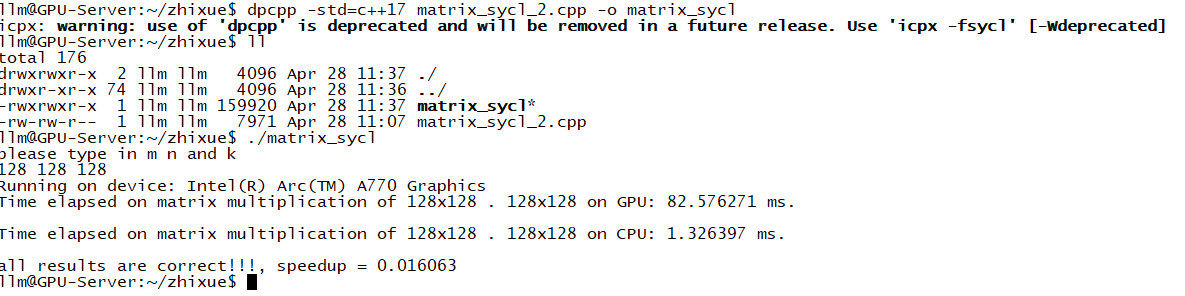 llm@GPU-Server:~/zhixue$ dpcpp -std=c++17 matrix_sycl_2.cpp -o matrix_sycl
icpx: warning: use of 'dpcpp' is deprecated and will be removed in a future release. Use 'icpx -fsycl' [-Wdeprecated]
llm@GPU-Server:~/zhixue$ ll
total 176
drwxrwxr-x  2 llm llm   4096 Apr 28 11:37 ./
drwxr-xr-x 74 llm llm   4096 Apr 28 11:36 ../
-rwxrwxr-x  1 llm llm 159920 Apr 28 11:37 matrix_sycl*
-rw-rw-r--  1 llm llm   7971 Apr 28 11:07 matrix_sycl_2.cpp
llm@GPU-Server:~/zhixue$ ./matrix_sycl
please type in m n and k
128 128 128
Running on device: Intel(R) Arc(TM) A770 Graphics
Time elapsed on matrix multiplication of 128x128 . 128x128 on GPU: 82.576271 ms.
Time elapsed on matrix multiplication of 128x128 . 128x128 on CPU: 1.326397 ms.
all results are correct!!!, speedup = 0.016063
llm@GPU-Server:~/zhixue$